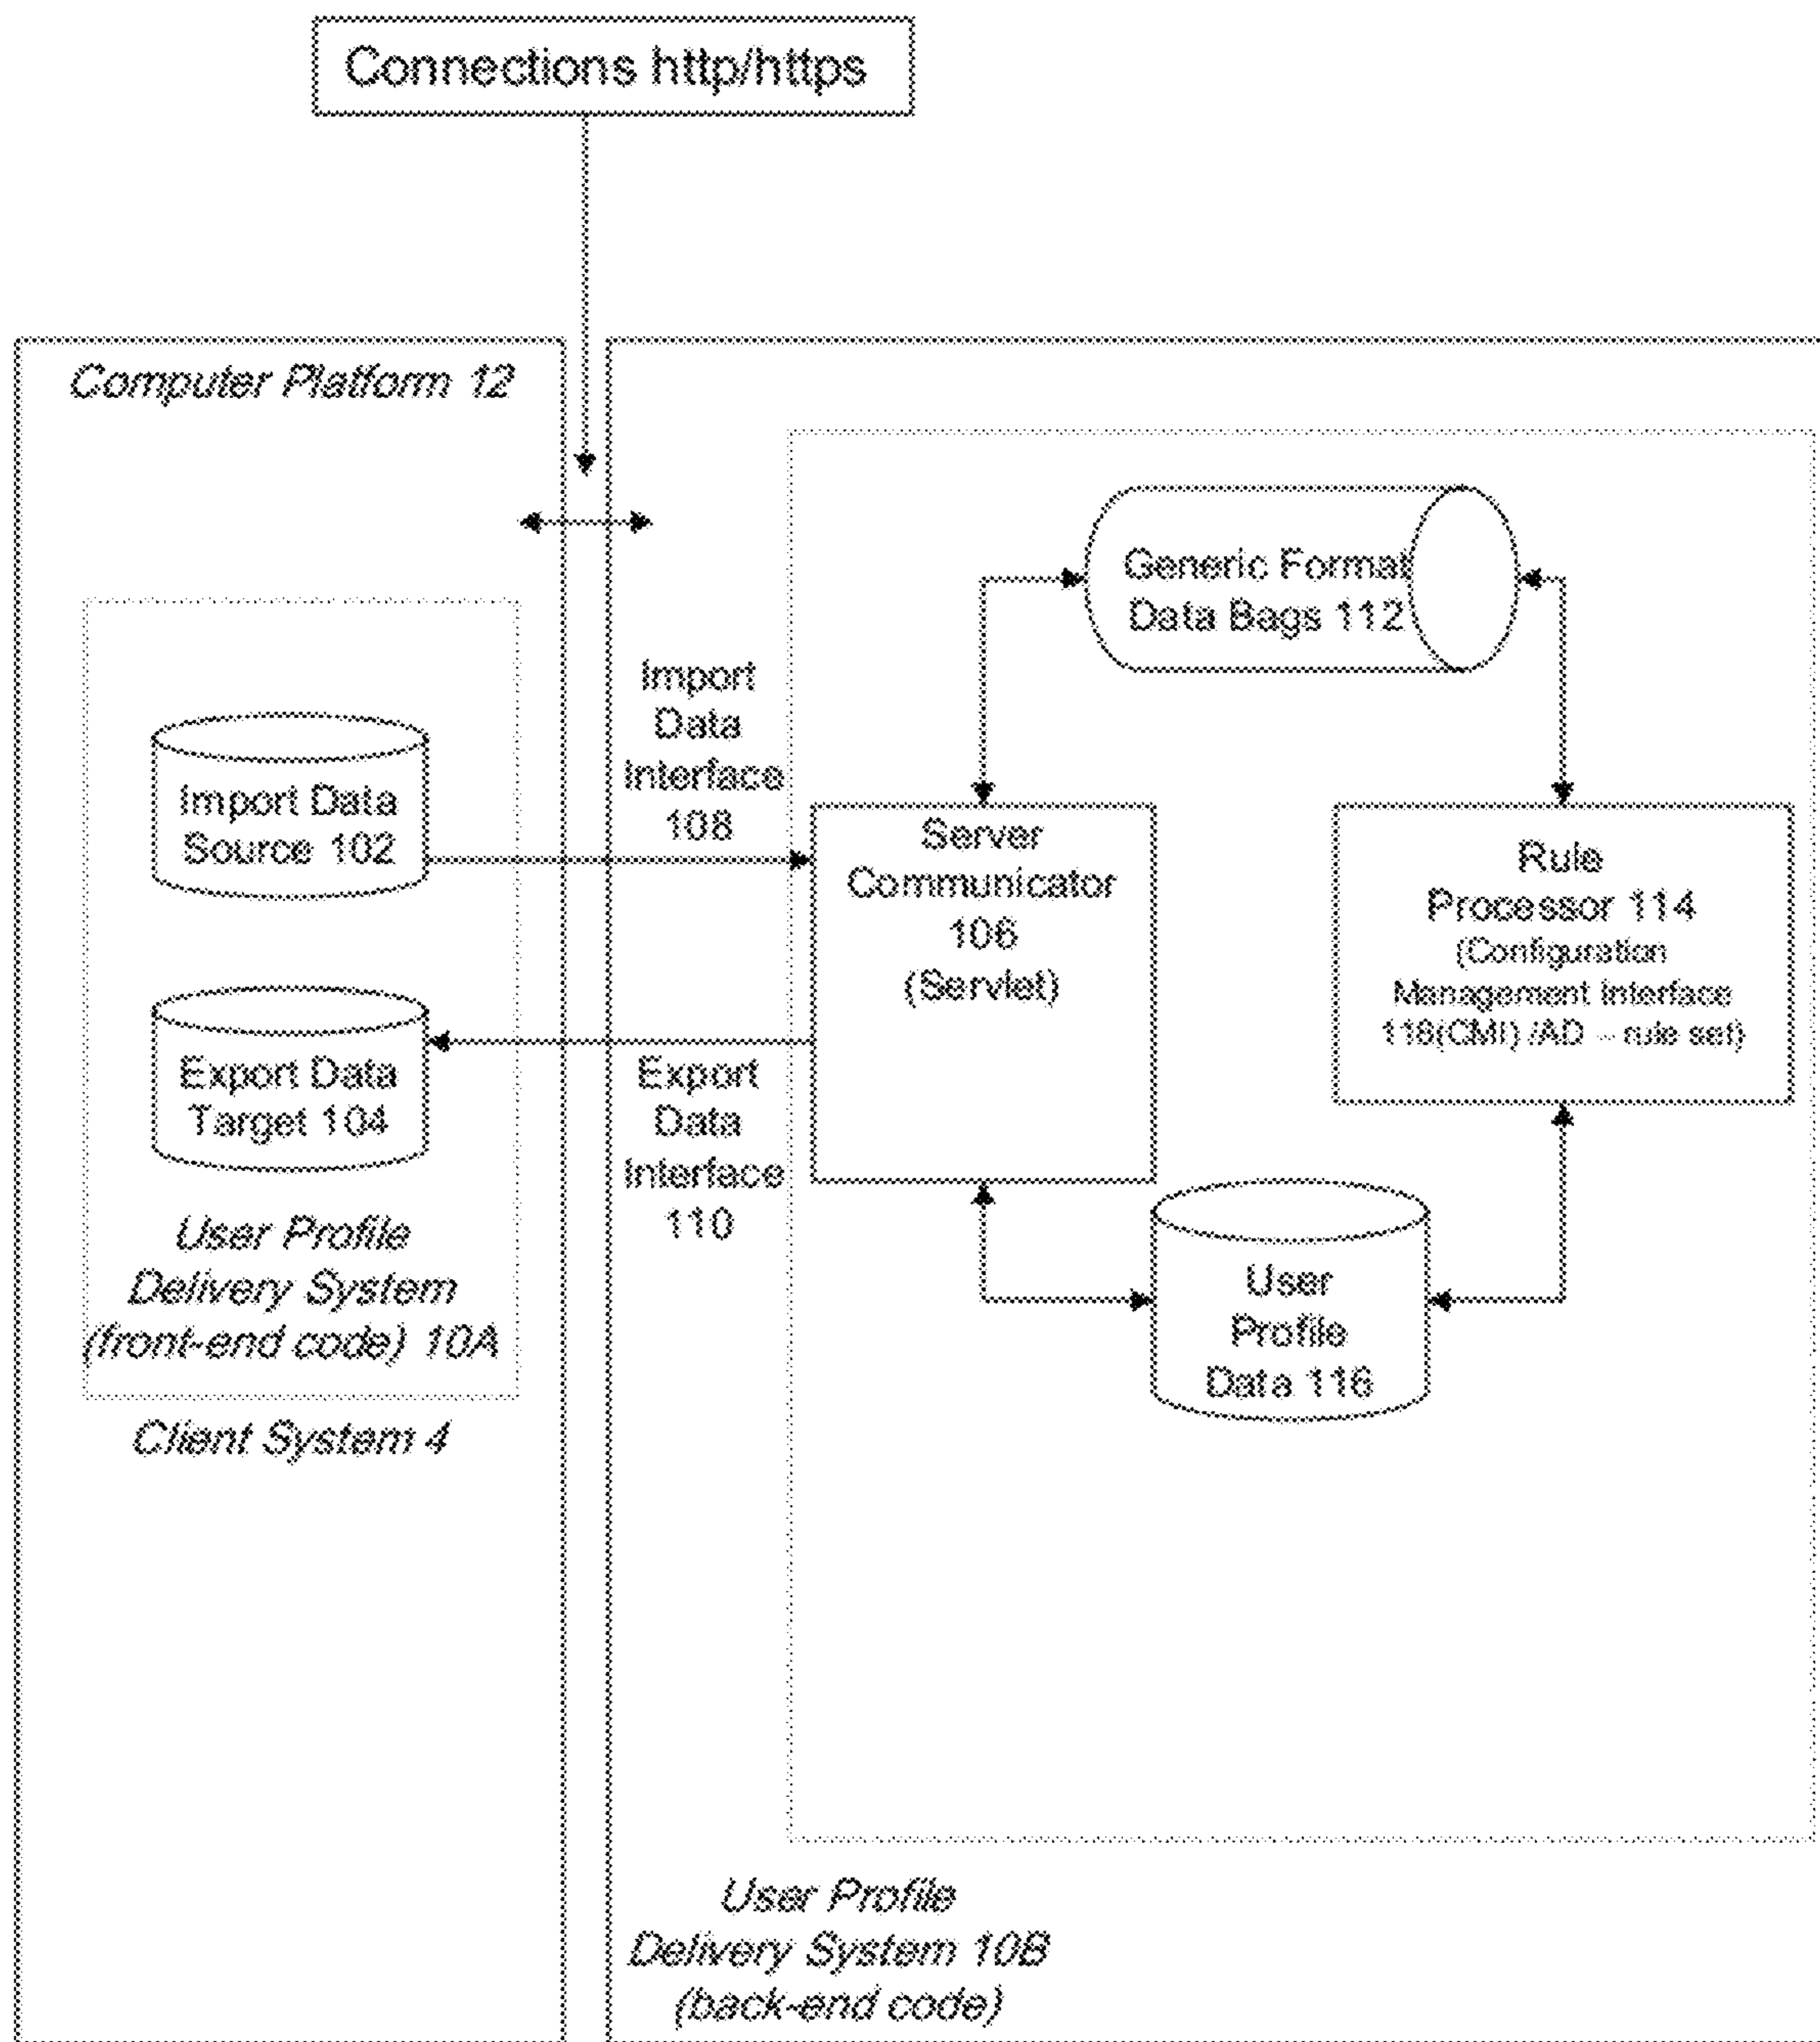 Connections http/https
Computer Platform 12
Generic Format
Data Bags 112
Import
Data
Interface
108
Import Data
Source 102
Server
Communicator
106
(Servlet)
Rule
Processor 114
(Configuration
Management Interface
118(CMI) /AD – rule set)
Export Data
Target 104
Export
Data
Interface
110
User Profile
Delivery System
(front-end code) 10A
Client System 4
User
Profile
Data 116
User Profile
Delivery System 10B
(back-end code)